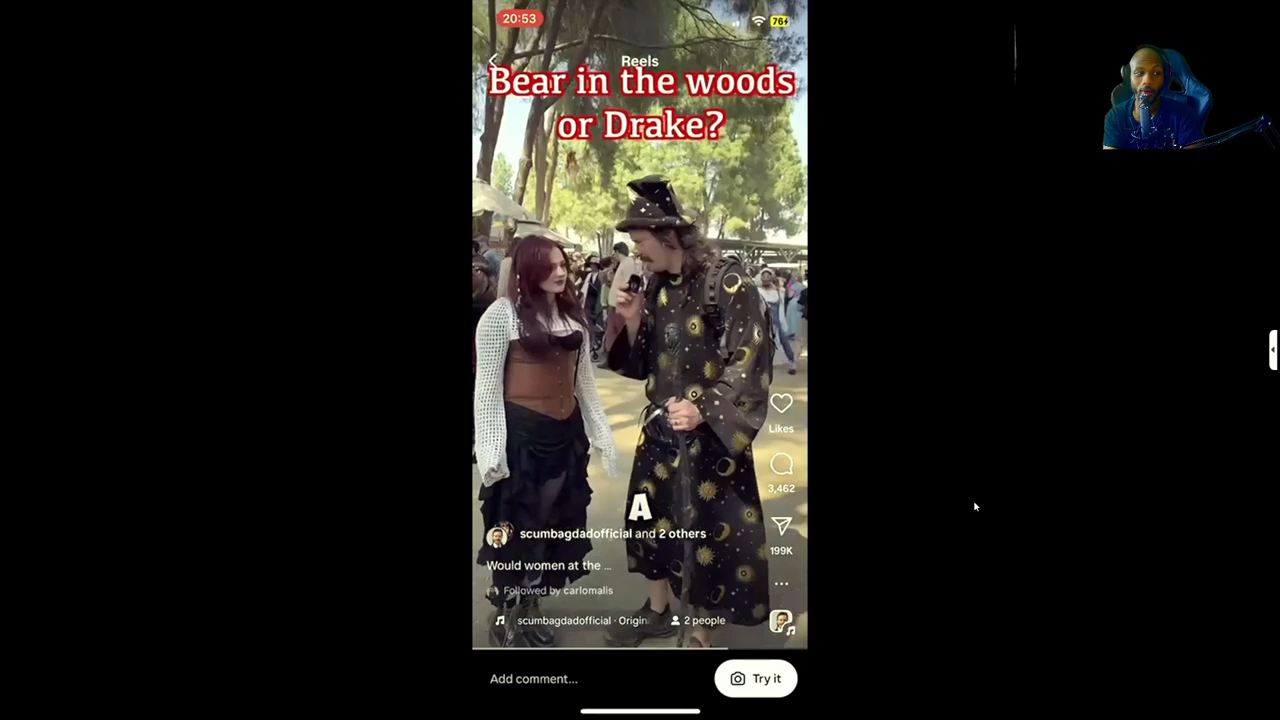 20:53
76
Reels
Bear in the woods
or Drake?
Likes
3,462
A
scumbagdadofficial and 2 others
199K
Would women at the ...
Followed by carlomalis
scumbagdadofficial · Origin
2 people
Add comment...
Try it